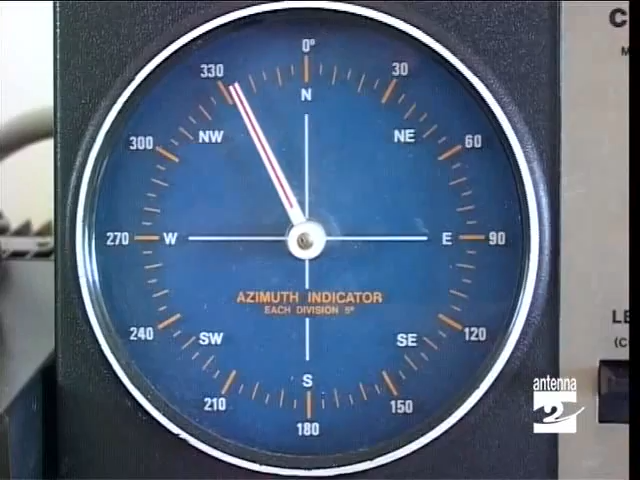 0°
330
30
N
C
300
NW
NE
60
270
W
E
90
AZIMUTH INDICATOR
EACH DIVISION 5°
240
SW
SE
120
LE
(C
S
210
150
180
antenna
2